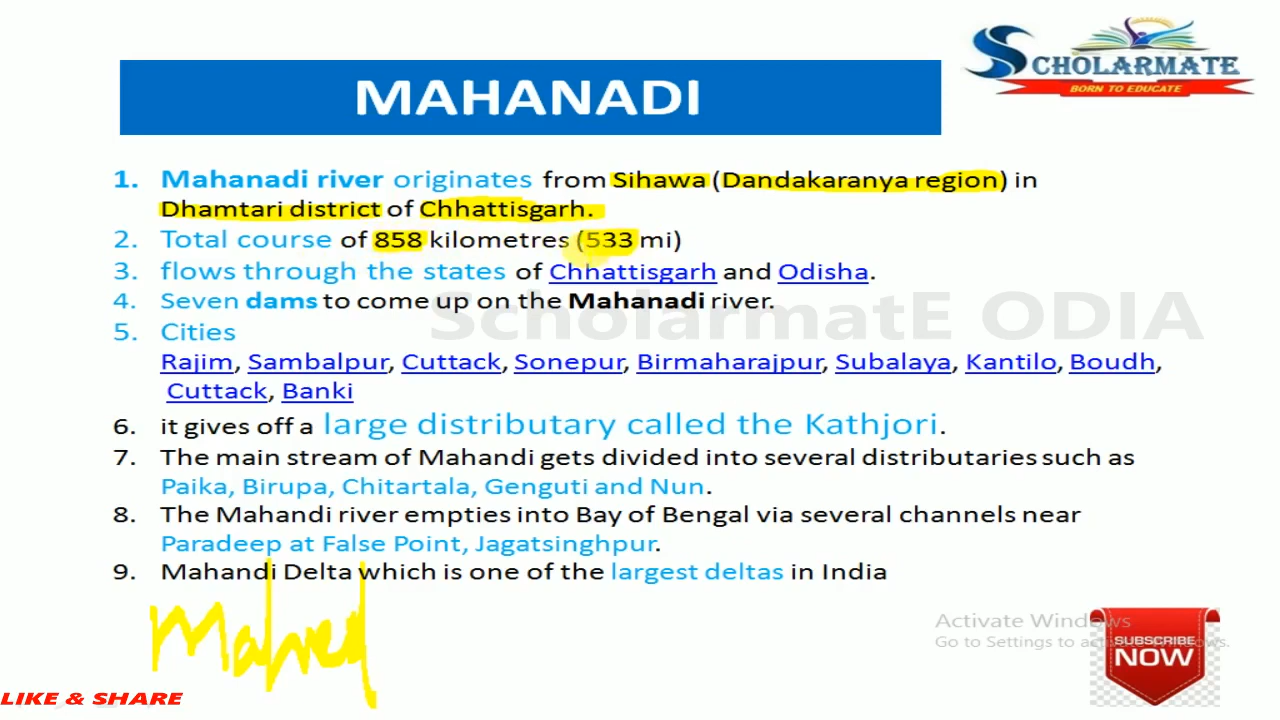 SCHOLARMATE
BORN TO EDUCATE
MAHANADI
1. Mahanadi river originates from Sihawa (Dandakaranya region) in
Dhamtari district of Chhattisgarh.
2. Total course of 858 kilometres (533 mi)
3. flows through the states of Chhattisgarh and Odisha.
4. Seven dams to come up on the Mahanadi river.
ScholarmatE ODIA
5. Cities
Rajim, Sambalpur, Cuttack, Sonepur, Birmaharajpur, Subalaya, Kantilo, Boudh,
Cuttack, Banki
6. it gives off a large distributary called the Kathjori.
7. The main stream of Mahandi gets divided into several distributaries such as
Paika, Birupa, Chitartala, Genguti and Nun.
8. The Mahandi river empties into Bay of Bengal via several channels near
Paradeep at False Point, Jagatsinghpur.
9. Mahandi Delta which is one of the largest deltas in India
Activate Windows
Go to Settings to activate Windows.
SUBSCRIBE
NOW
LIKE & SHARE